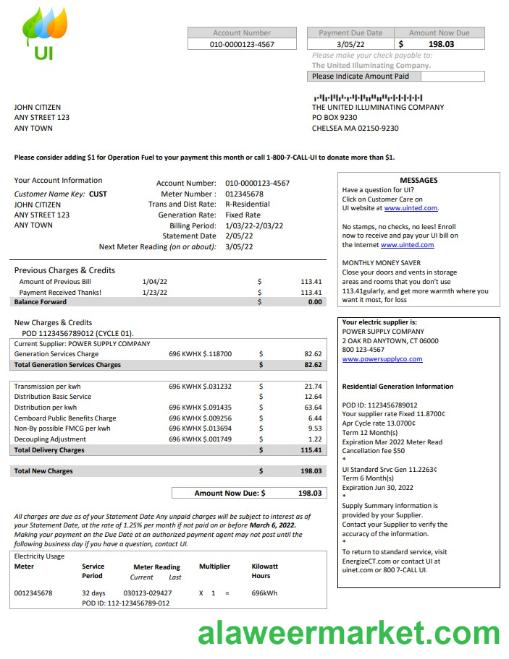 UI
Account Number
010-0000123-4567
Payment Due Date Amount Now Due
3/05/22 $ 198.03
Please make your check payable to:
The United Illuminating Company.
Please Indicate Amount Paid
JOHN CITIZEN
ANY STREET 123
ANY TOWN
THE UNITED ILLUMINATING COMPANY
PO BOX 9230
CHELSEA MA 02150-9230
Please consider adding $1 for Operation Fuel to your payment this month or call 1-800-7-CALL-UI to donate more than $1.
Your Account Information
Customer Name Key: CUST
JOHN CITIZEN
ANY STREET 123
ANY TOWN
Account Number: 010-0000123-4567
Meter Number : 012345678
Trans and Dist Rate: R-Residential
Generation Rate: Fixed Rate
Billing Period: 1/03/22-2/03/22
Statement Date 2/05/22
Next Meter Reading (on or about): 3/05/22
Previous Charges & Credits
Amount of Previous Bill 1/04/22 $ 113.41
Payment Received Thanks! 1/23/22 $ 113.41
Balance Forward $ 0.00
New Charges & Credits
POD 1123456789012 (CYCLE 01).
Current Supplier: POWER SUPPLY COMPANY
Generation Services Charge 696 KWHX $.118700 $ 82.62
Total Generation Services Charges $ 82.62
Transmission per kwh 696 KWHX $.031232 $ 21.74
Distribution Basic Service $ 12.64
Distribution per kwh 696 KWHX $.091435 $ 63.64
Cemboard Public Benefits Charge 696 KWHX $.009256 $ 6.44
Non-By possible FMCG per kwh 696 KWHX $.013694 $ 9.53
Decoupling Adjustment 696 KWHX $.001749 $ 1.22
Total Delivery Charges $ 115.41
Total New Charges $ 198.03
Amount Now Due: $ 198.03
All charges are due as of your Statement Date Any unpaid charges will be subject to interest as of
your Statement Date, at the rate of 1.25% per month if not paid on or before March 6, 2022.
Making your payment on the Due Date at an authorized payment agent may not post until the
following business day if you have a question, contact UI.
Electricity Usage
Meter Service Period Meter Reading Current Last Multiplier Kilowatt Hours
0012345678 32 days 030123-029427 X 1 = 696kWh
POD ID: 112-123456789-012
MESSAGES
Have a question for UI?
Click on Customer Care on
UI website at www.uinted.com.
No stamps, no checks, no lees! Enroll
now to receive and pay your UI bill on
the Internet www.uinted.com
MONTHLY MONEY SAVER
Close your doors and vents in storage
areas and rooms that you don't use
113.41gularly, and get more warmth where you
want it most, for loss
Your electric supplier is:
POWER SUPPLY COMPANY
2 OAK RD ANYTOWN, CT 06000
800 123-4567
www.powersupplyco.com
Residential Generation Information
POD ID: 1123456789012
Your supplier rate Fixed 11.8700¢
Apr Cycle rate 13.0700¢
Term 12 Month(s)
Expiration Mar 2022 Meter Read
Cancellation fee $50
*
UI Standard Srvc Gen 11.2263¢
Term 6 Month(s)
Expiration Jun 30, 2022
*
Supply Summary Information is
provided by your Supplier.
Contact your Supplier to verify the
accuracy of the information.
*
To return to standard service, visit
EnergizeCT.com or contact UI at
uinet.com or 800 7-CALL UI.
alaweermarket.com